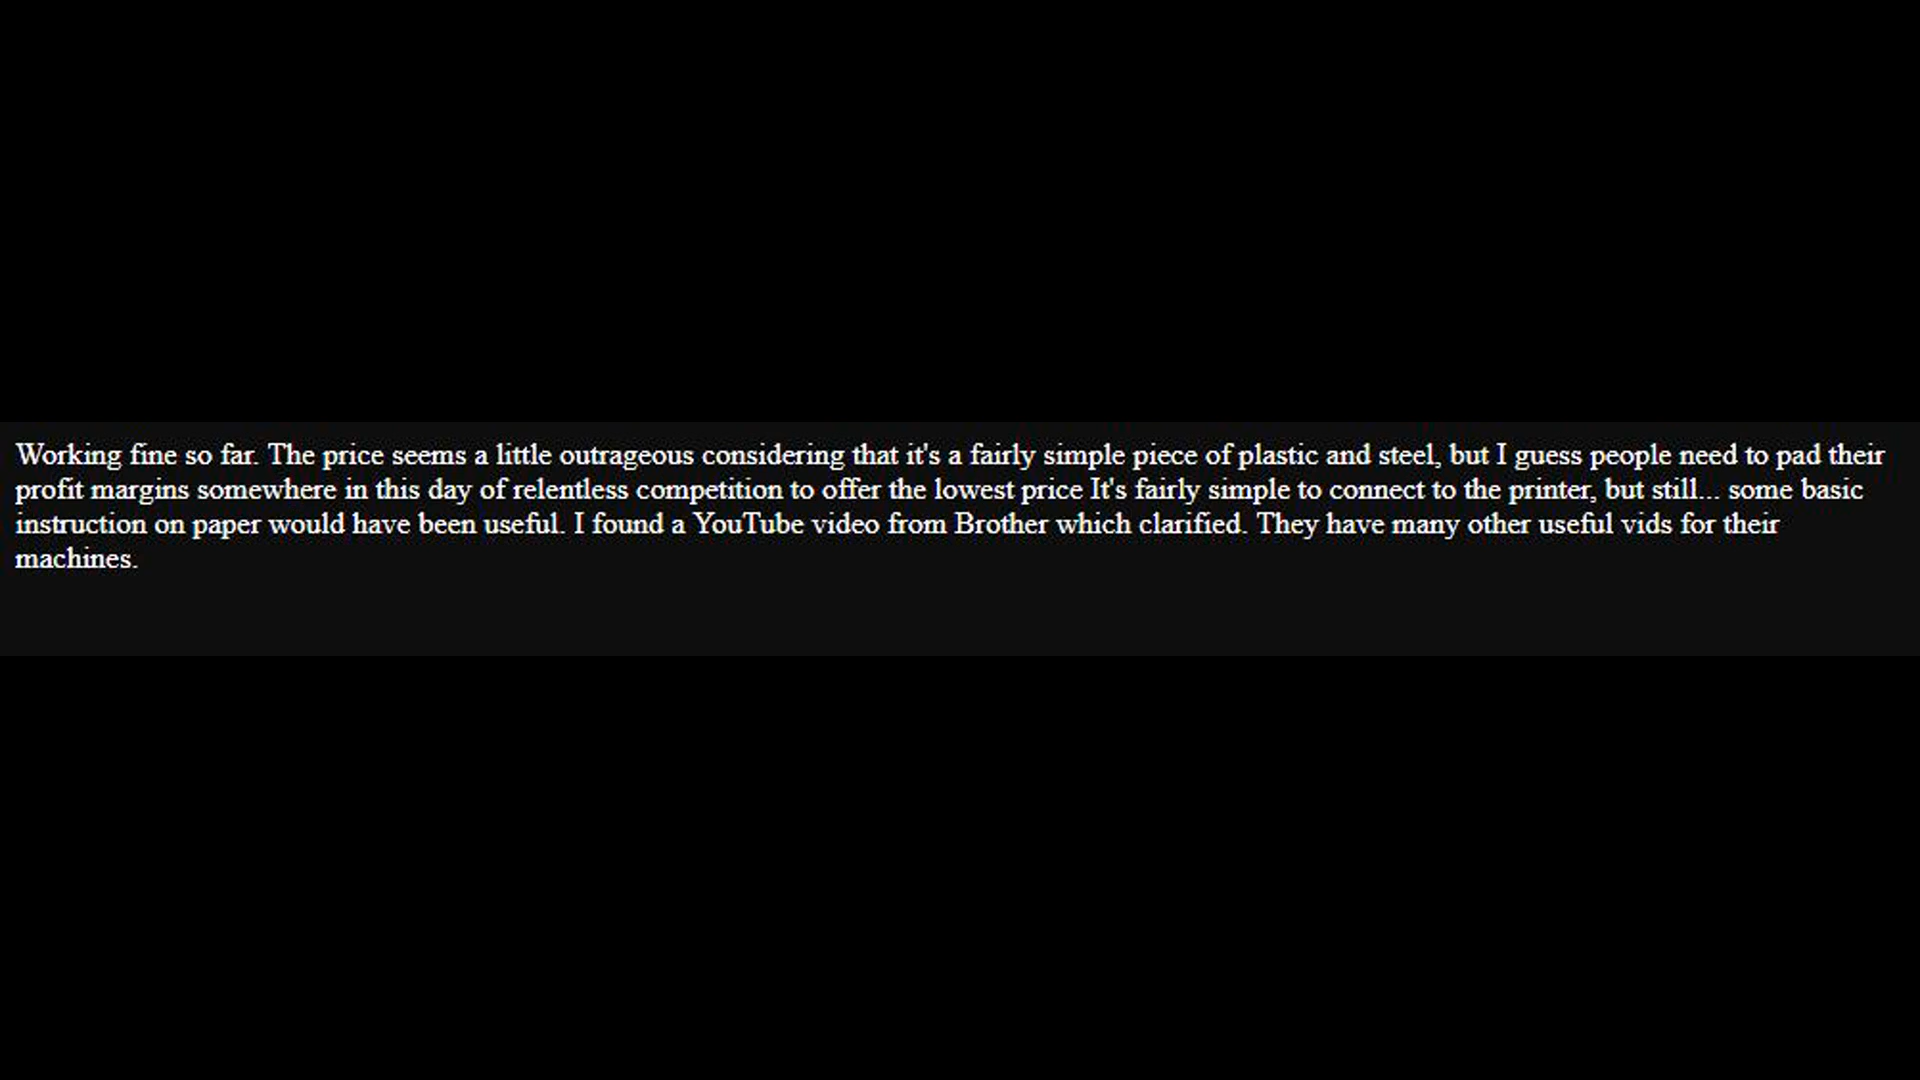 Working fine so far. The price seems a little outrageous considering that it's a fairly simple piece of plastic and steel, but I guess people need to pad their
profit margins somewhere in this day of relentless competition to offer the lowest price It's fairly simple to connect to the printer, but still... some basic
instruction on paper would have been useful. I found a YouTube video from Brother which clarified. They have many other useful vids for their
machines.